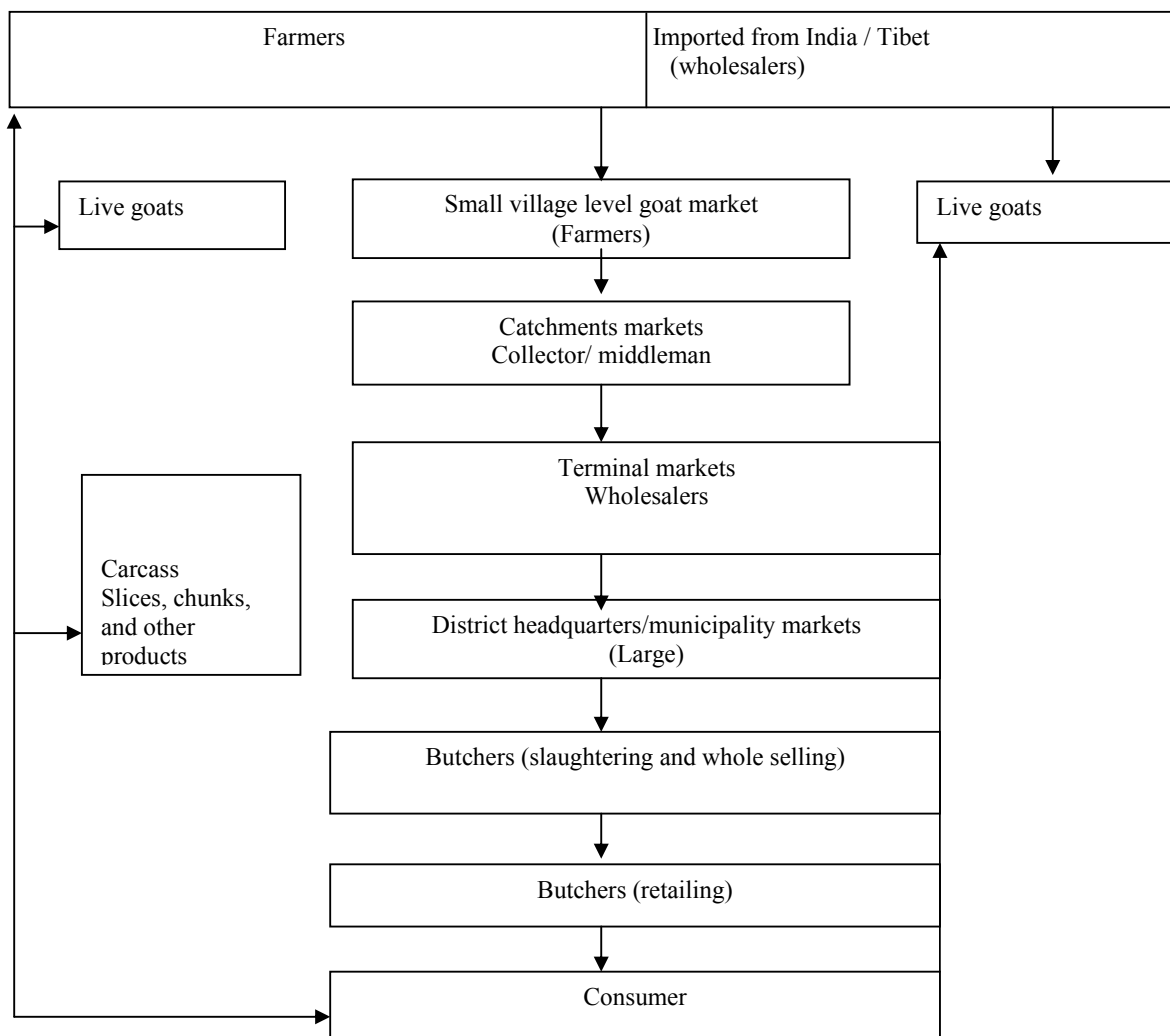 Farmers
Imported from India / Tibet
(wholesalers)
Live goats
Small village level goat market
(Farmers)
Live goats
Catchments markets
Collector/ middleman
Terminal markets
Wholesalers
Carcass
Slices, chunks,
and other
products
District headquarters/municipality markets
(Large)
Butchers (slaughtering and whole selling)
Butchers (retailing)
Consumer